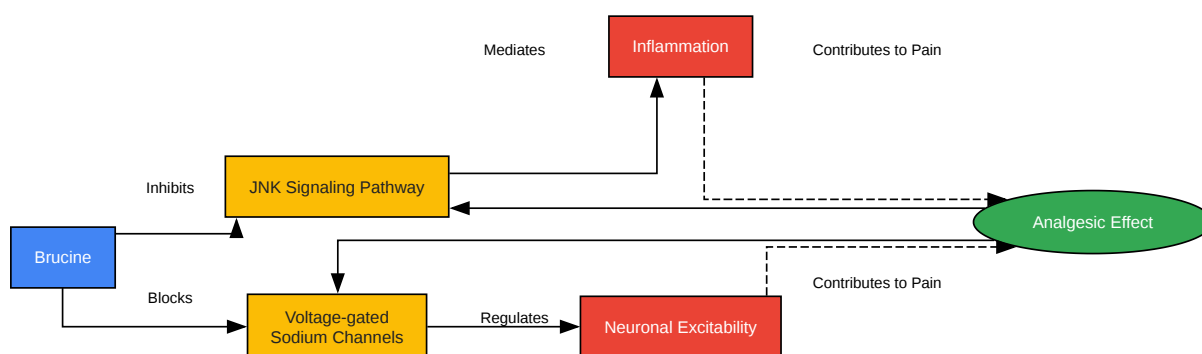 Mediates
Inflammation
Contributes to Pain
Inhibits
JNK Signaling Pathway
Brucine
Analgesic Effect
Blocks
Voltage-gated
Sodium Channels
Regulates
Neuronal Excitability
Contributes to Pain